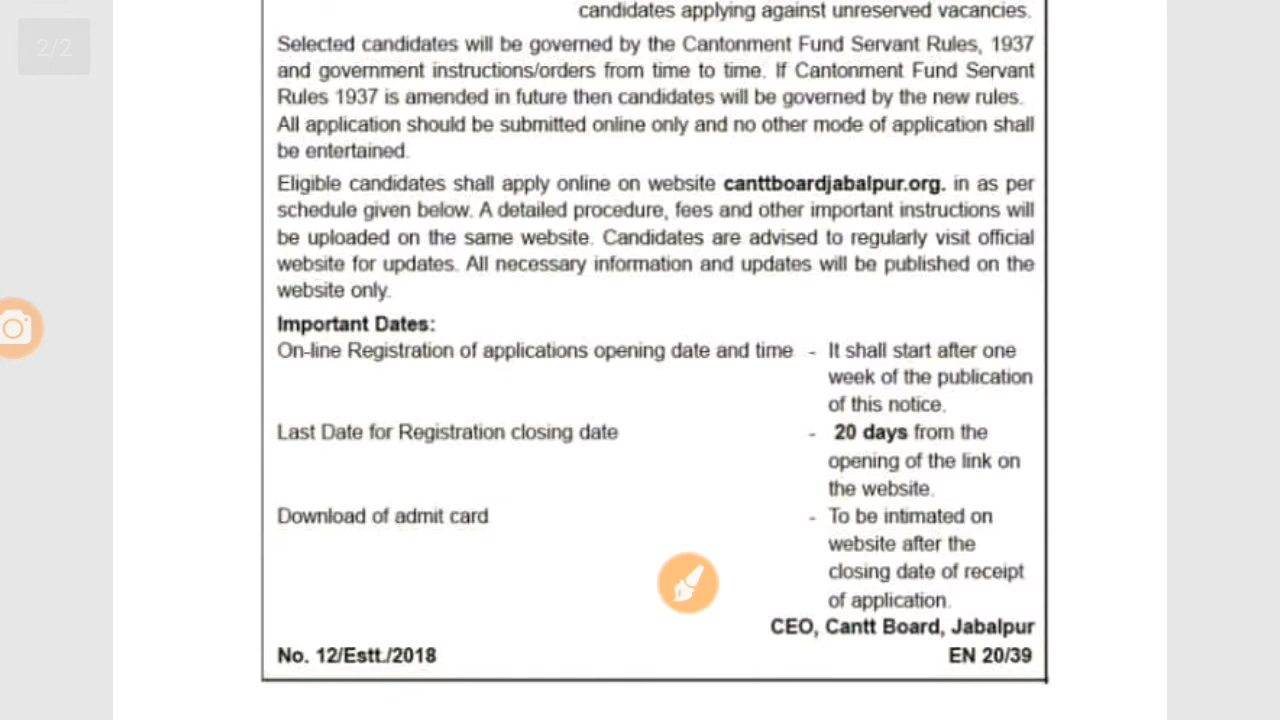 2/2
candidates applying against unreserved vacancies.
Selected candidates will be governed by the Cantonment Fund Servant Rules, 1937
and government instructions/orders from time to time. If Cantonment Fund Servant
Rules 1937 is amended in future then candidates will be governed by the new rules.
All application should be submitted online only and no other mode of application shall
be entertained.
Eligible candidates shall apply online on website canttboardjabalpur.org. in as per
schedule given below. A detailed procedure, fees and other important instructions will
be uploaded on the same website. Candidates are advised to regularly visit official
website for updates. All necessary information and updates will be published on the
website only.
Important Dates:
On-line Registration of applications opening date and time - It shall start after one
week of the publication
of this notice.
Last Date for Registration closing date - 20 days from the
opening of the link on
the website.
Download of admit card - To be intimated on
website after the
closing date of receipt
of application.
CEO, Cantt Board, Jabalpur
No. 12/Estt./2018 EN 20/39